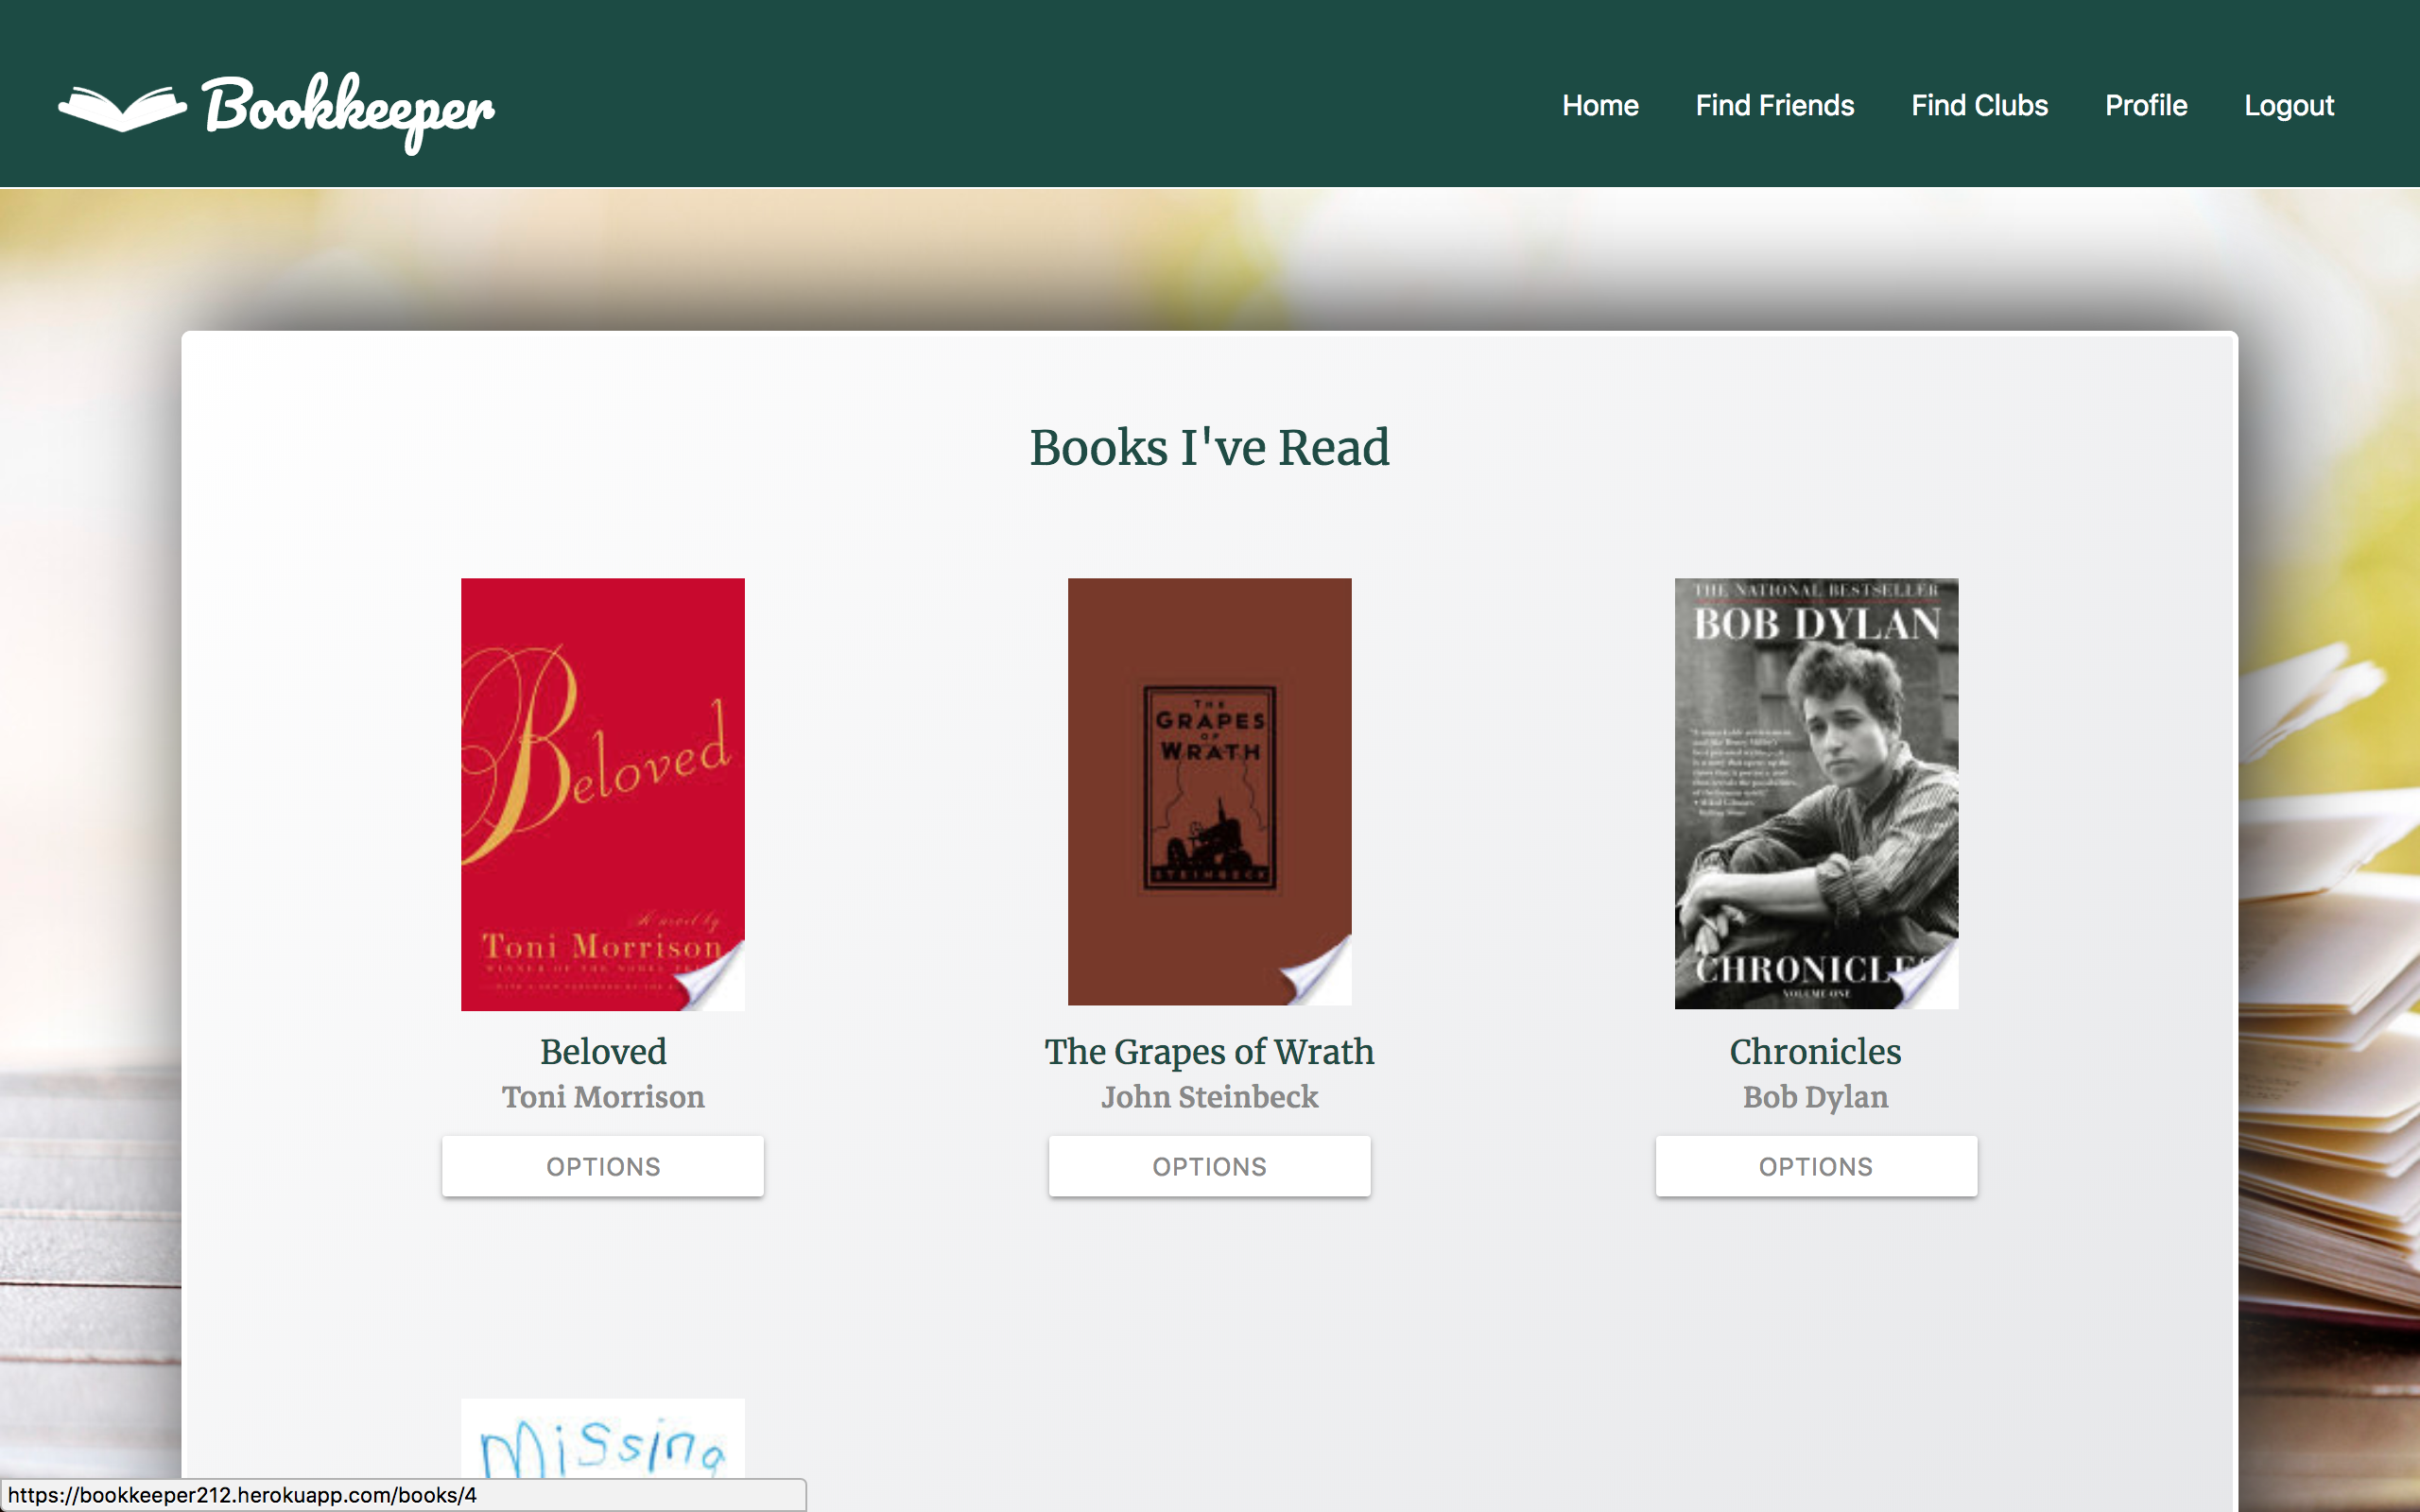 Bookkeeper
Home Find Friends Find Clubs Profile Logout
Books I've Read
Beloved
A novel by
Toni Morrison
THE
GRAPES
OF
WRATH
STEINBECK
THE NATIONAL BESTSELLER
BOB DYLAN
CHRONICLES
VOLUME ONE
Beloved
Toni Morrison
OPTIONS
The Grapes of Wrath
John Steinbeck
OPTIONS
Chronicles
Bob Dylan
OPTIONS
Missing
https://bookkeeper212.herokuapp.com/books/4